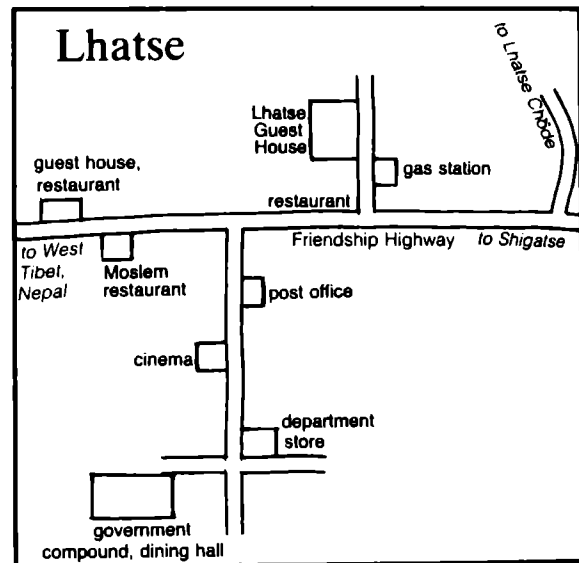 Lhatse
to Lhatse Chöde
Lhatse
Guest
House
guest house,
restaurant
gas station
restaurant
Friendship Highway
to Shigatse
to West
Tibet,
Nepal
Moslem
restaurant
post office
cinema
department
store
government
compound, dining hall